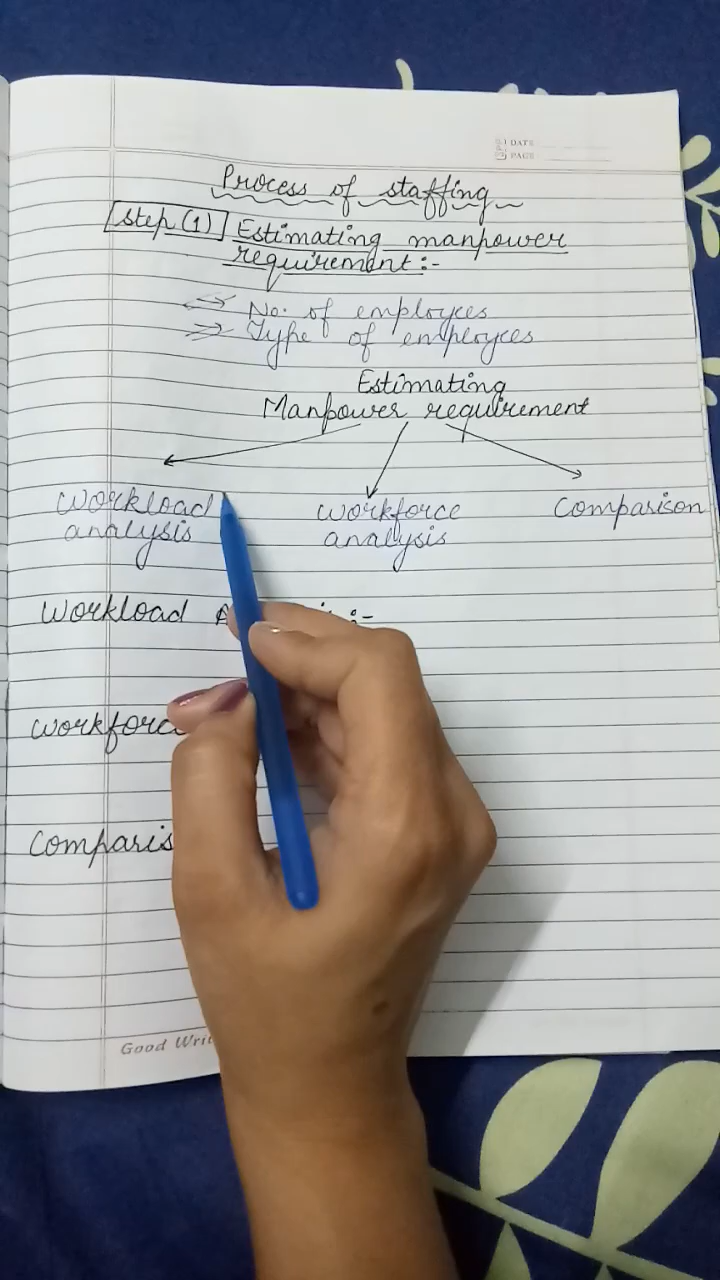 DATE
PAGE
Process of staffing
Step (1) Estimating manpower
requirement :-
No. of employees
Type of employees
Estimating
Manpower requirement
Workload
analysis
Workforce
analysis
Comparison
Workload
:-
Workforce
Comparis
Good Writ